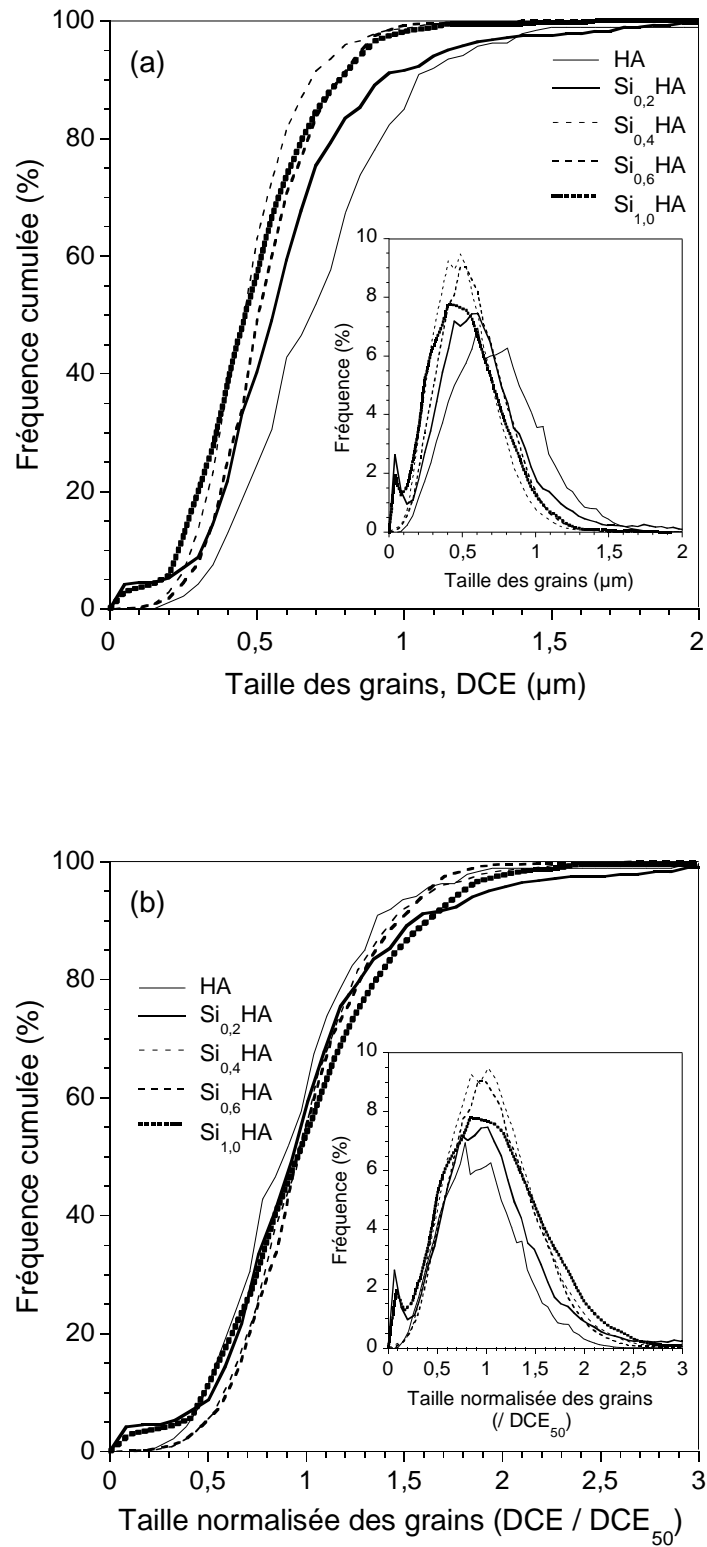 (a)
Fréquence cumulée (%)
100
80
60
40
20
0
0 0,5 1 1,5 2
Taille des grains, DCE (µm)
HA
Si0,2HA
Si0,4HA
Si0,6HA
Si1,0HA
Fréquence (%)
10
8
6
4
2
0
0 0,5 1 1,5 2
Taille des grains (µm)
(b)
Fréquence cumulée (%)
100
80
60
40
20
0
0 0,5 1 1,5 2 2,5 3
Taille normalisée des grains (DCE / DCE50)
HA
Si0,2HA
Si0,4HA
Si0,6HA
Si1,0HA
Fréquence (%)
10
8
6
4
2
0
0 0,5 1 1,5 2 2,5 3
Taille normalisée des grains
(/ DCE50)